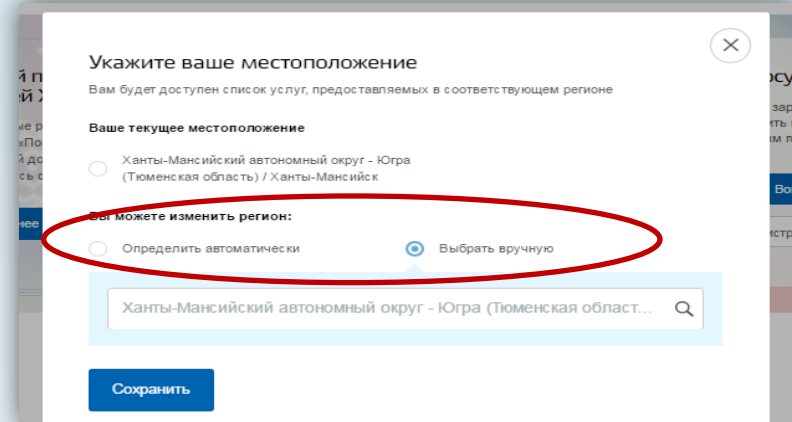 Укажите ваше местоположение
Вам будет доступен список услуг, предоставляемых в соответствующем регионе
Ваше текущее местоположение
Ханты-Мансийский автономный округ - Югра
(Тюменская область) / Ханты-Мансийск
Вы можете изменить регион:
Определить автоматически
Выбрать вручную
Ханты-Мансийский автономный округ - Югра (Тюменская област...
Сохранить